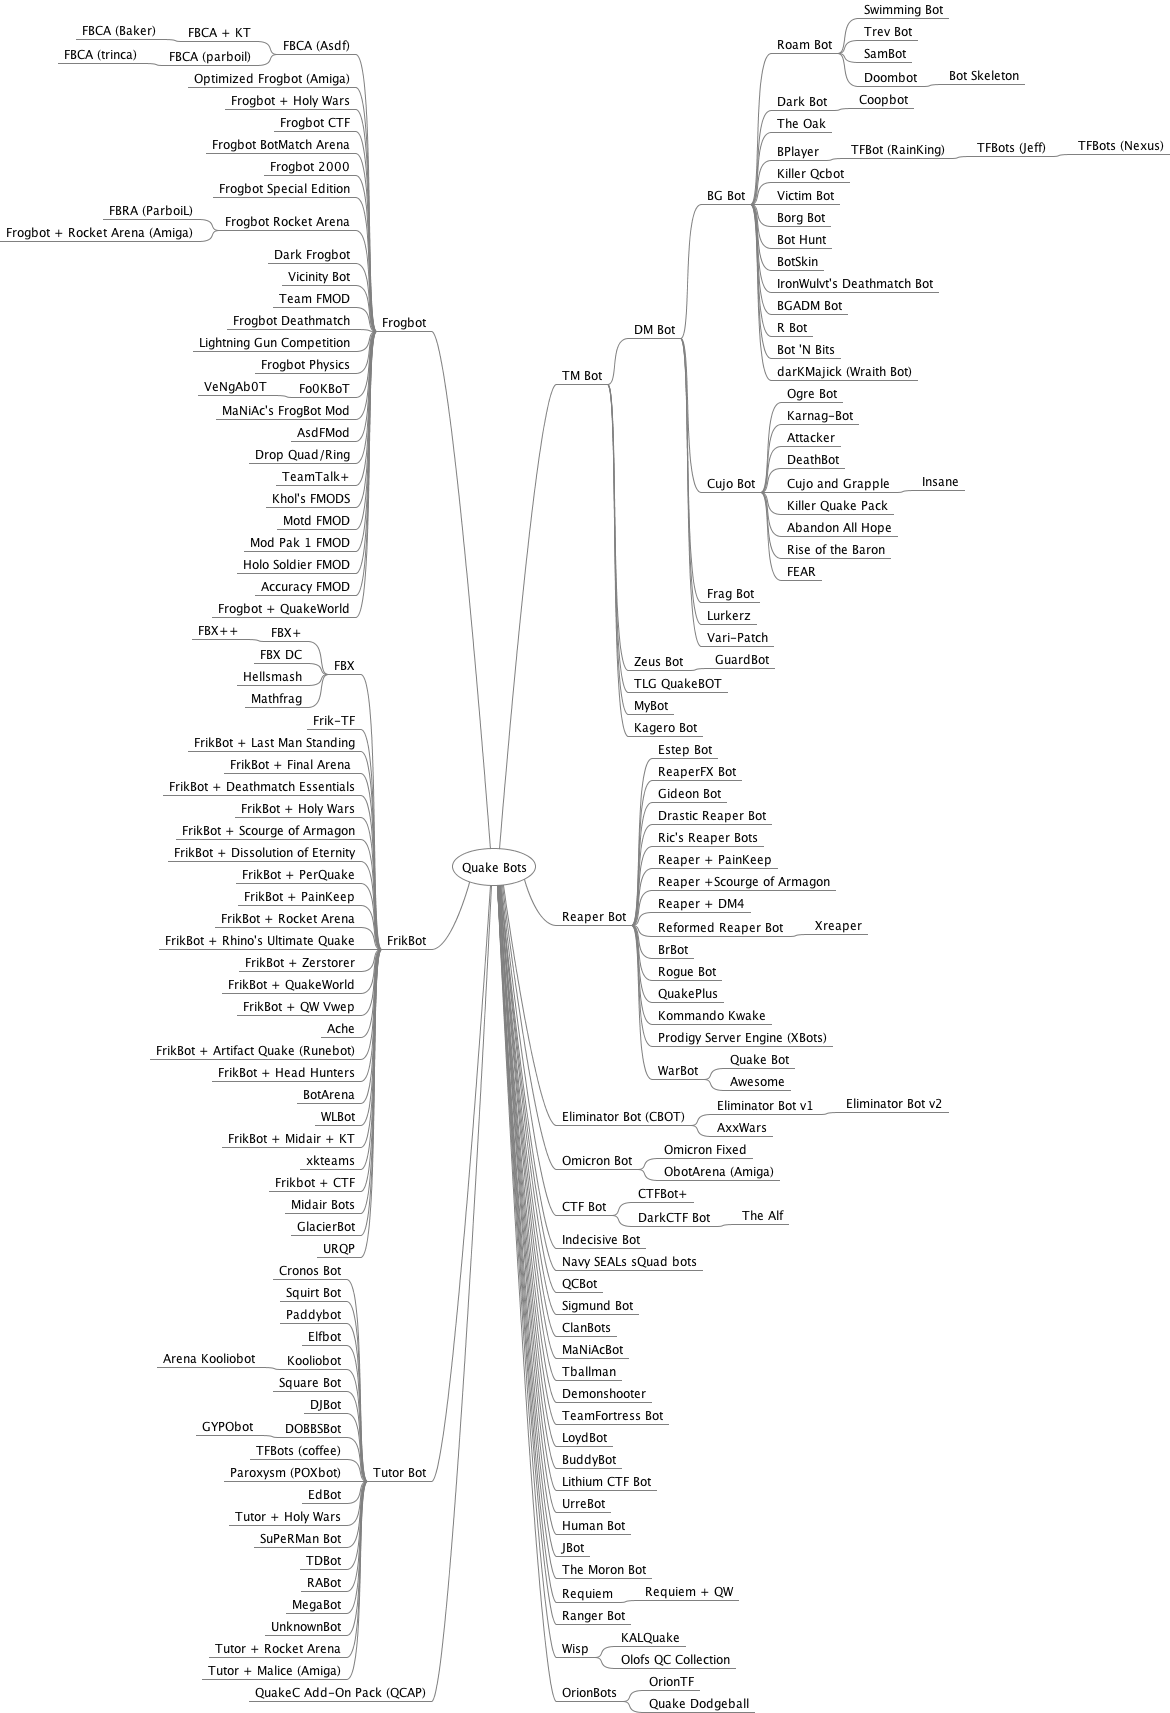 Quake Bots
Frogbot
FBCA (Asdf)
FBCA + KT
FBCA (Baker)
FBCA (parboil)
FBCA (trinca)
Optimized Frogbot (Amiga)
Frogbot + Holy Wars
Frogbot CTF
Frogbot BotMatch Arena
Frogbot 2000
Frogbot Special Edition
Frogbot Rocket Arena
FBRA (ParboiL)
Frogbot + Rocket Arena (Amiga)
Dark Frogbot
Vicinity Bot
Team FMOD
Frogbot Deathmatch
Lightning Gun Competition
Frogbot Physics
Fo0KBoT
VeNgAb0T
MaNiAc's FrogBot Mod
AsdFMod
Drop Quad/Ring
TeamTalk+
Khol's FMODS
Motd FMOD
Mod Pak 1 FMOD
Holo Soldier FMOD
Accuracy FMOD
Frogbot + QuakeWorld
FrikBot
FBX
FBX+
FBX++
FBX DC
Hellsmash
Mathfrag
Frik-TF
FrikBot + Last Man Standing
FrikBot + Final Arena
FrikBot + Deathmatch Essentials
FrikBot + Holy Wars
FrikBot + Scourge of Armagon
FrikBot + Dissolution of Eternity
FrikBot + PerQuake
FrikBot + PainKeep
FrikBot + Rocket Arena
FrikBot + Rhino's Ultimate Quake
FrikBot + Zerstorer
FrikBot + QuakeWorld
FrikBot + QW Vwep
Ache
FrikBot + Artifact Quake (Runebot)
FrikBot + Head Hunters
BotArena
WLBot
FrikBot + Midair + KT
xkteams
Frikbot + CTF
Midair Bots
GlacierBot
URQP
Tutor Bot
Cronos Bot
Squirt Bot
Paddybot
Elfbot
Kooliobot
Arena Kooliobot
Square Bot
DJBot
DOBBSBot
GYPObot
TFBots (coffee)
Paroxysm (POXbot)
EdBot
Tutor + Holy Wars
SuPeRMan Bot
TDBot
RABot
MegaBot
UnknownBot
Tutor + Rocket Arena
Tutor + Malice (Amiga)
QuakeC Add-On Pack (QCAP)
TM Bot
DM Bot
BG Bot
Roam Bot
Swimming Bot
Trev Bot
SamBot
Doombot
Bot Skeleton
Dark Bot
Coopbot
The Oak
BPlayer
TFBot (RainKing)
TFBots (Jeff)
TFBots (Nexus)
Killer Qcbot
Victim Bot
Borg Bot
Bot Hunt
BotSkin
IronWulvt's Deathmatch Bot
BGADM Bot
R Bot
Bot 'N Bits
darKMajick (Wraith Bot)
Cujo Bot
Ogre Bot
Karnag-Bot
Attacker
DeathBot
Cujo and Grapple
Insane
Killer Quake Pack
Abandon All Hope
Rise of the Baron
FEAR
Frag Bot
Lurkerz
Vari-Patch
Zeus Bot
GuardBot
TLG QuakeBOT
MyBot
Kagero Bot
Reaper Bot
Estep Bot
ReaperFX Bot
Gideon Bot
Drastic Reaper Bot
Ric's Reaper Bots
Reaper + PainKeep
Reaper +Scourge of Armagon
Reaper + DM4
Reformed Reaper Bot
Xreaper
BrBot
Rogue Bot
QuakePlus
Kommando Kwake
Prodigy Server Engine (XBots)
WarBot
Quake Bot
Awesome
Eliminator Bot (CBOT)
Eliminator Bot v1
Eliminator Bot v2
AxxWars
Omicron Bot
Omicron Fixed
ObotArena (Amiga)
CTF Bot
CTFBot+
DarkCTF Bot
The Alf
Indecisive Bot
Navy SEALs sQuad bots
QCBot
Sigmund Bot
ClanBots
MaNiAcBot
Tballman
Demonshooter
TeamFortress Bot
LoydBot
BuddyBot
Lithium CTF Bot
UrreBot
Human Bot
JBot
The Moron Bot
Requiem
Requiem + QW
Ranger Bot
Wisp
KALQuake
Olofs QC Collection
OrionBots
OrionTF
Quake Dodgeball